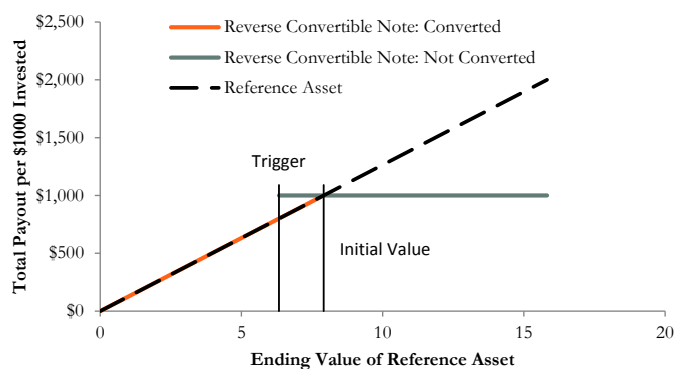 $2,500
$2,000
$1,500
$1,000
$500
$0
Total Payout per $1000 Invested
Reverse Convertible Note: Converted
Reverse Convertible Note: Not Converted
Reference Asset
Trigger
Initial Value
0
5
10
15
20
Ending Value of Reference Asset